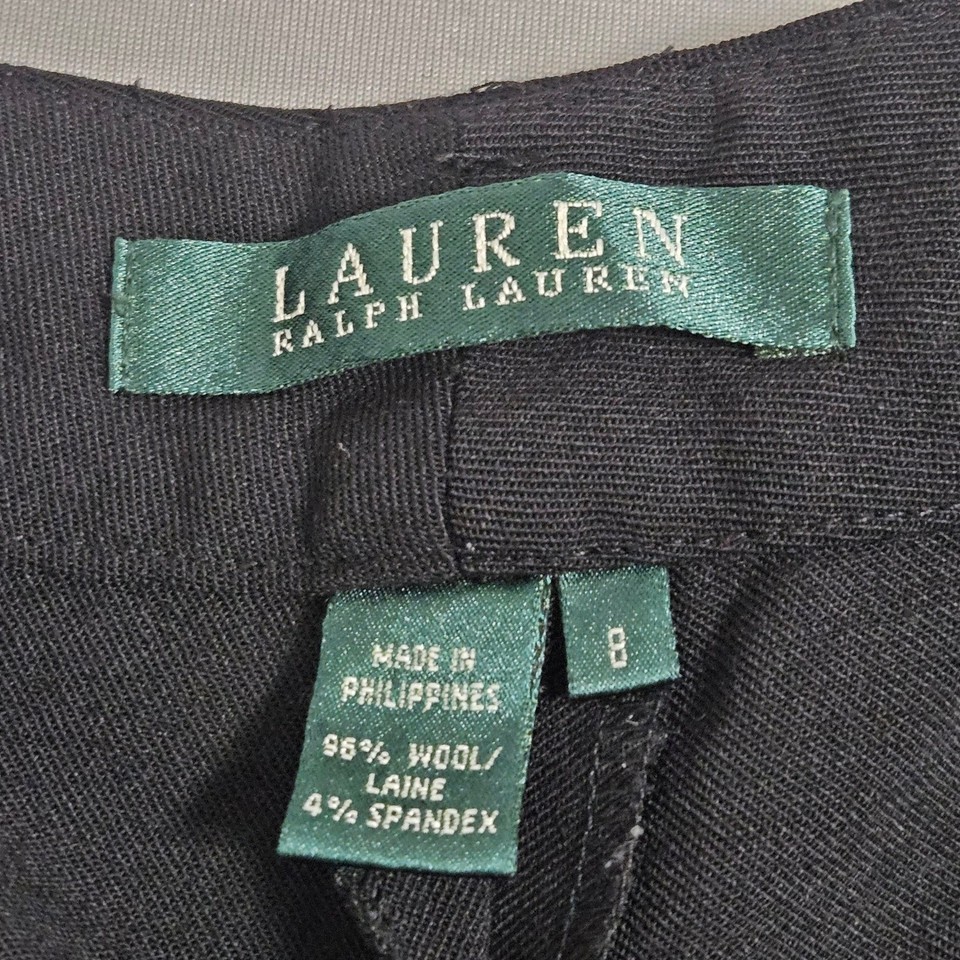 LAUREN
RALPH LAUREN
MADE IN
PHILIPPINES
96% WOOL/
LAINE
4% SPANDEX
8